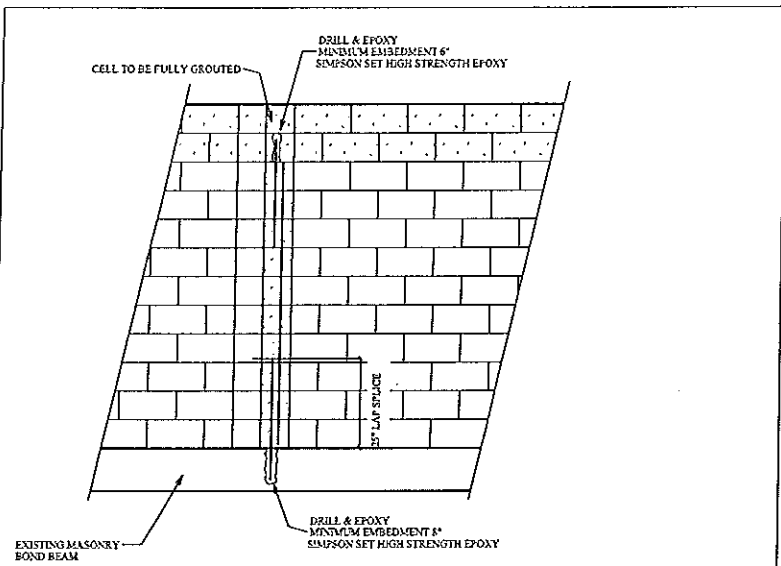 DRILL & EPOXY
MINIMUM EMBEDMENT 6"
SIMPSON SET HIGH STRENGTH EPOXY
CELL TO BE FULLY GROUTED
25" LAP SPLICE
DRILL & EPOXY
MINIMUM EMBEDMENT 8"
SIMPSON SET HIGH STRENGTH EPOXY
EXISTING MASONRY
BOND BEAM